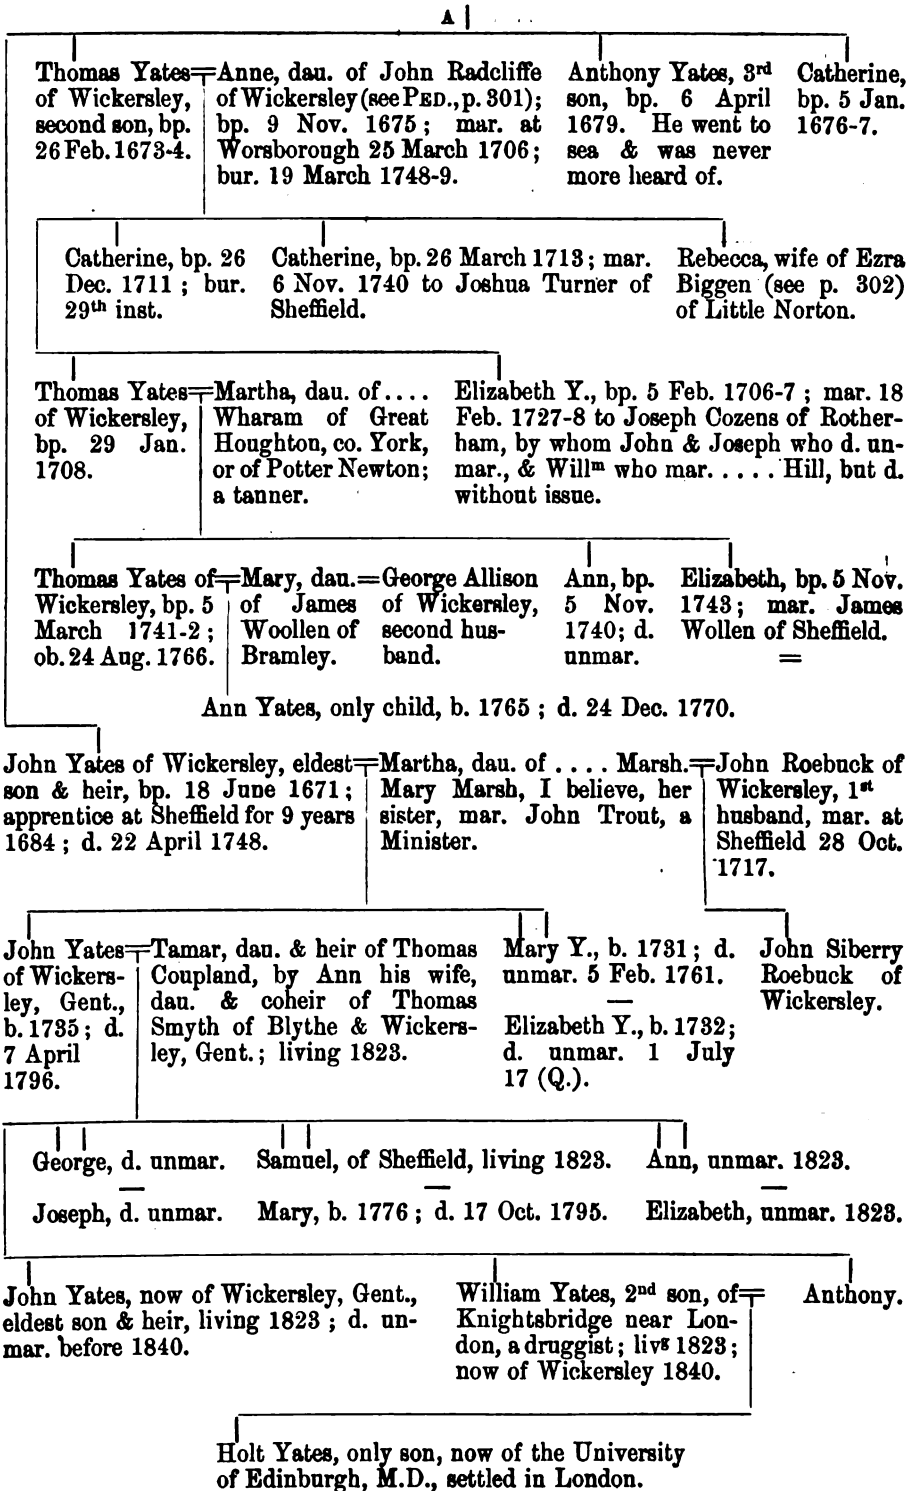 A
Thomas Yates
of Wickersley,
second son, bp.
26 Feb. 1673-4.
Anne, dau. of John Radcliffe
of Wickersley (see PED., p. 301);
bp. 9 Nov. 1675; mar. at
Worsborough 25 March 1706;
bur. 19 March 1748-9.
Anthony Yates, 3rd
son, bp. 6 April
1679. He went to
sea & was never
more heard of.
Catherine,
bp. 5 Jan.
1676-7.
Catherine, bp. 26
Dec. 1711; bur.
29th inst.
Catherine, bp. 26 March 1713; mar.
6 Nov. 1740 to Joshua Turner of
Sheffield.
Rebecca, wife of Ezra
Biggen (see p. 302)
of Little Norton.
Thomas Yates
of Wickersley,
bp. 29 Jan.
1708.
Martha, dau. of ....
Wharam of Great
Houghton, co. York,
or of Potter Newton;
a tanner.
Elizabeth Y., bp. 5 Feb. 1706-7; mar. 18
Feb. 1727-8 to Joseph Cozens of Rother-
ham, by whom John & Joseph who d. un-
mar., & Willm who mar. ..... Hill, but d.
without issue.
Thomas Yates of
Wickersley, bp. 5
March 1741-2;
ob. 24 Aug. 1766.
Mary, dau.
of James
Woollen of
Bramley.
=George Allison
of Wickersley,
second hus-
band.
Ann, bp.
5 Nov.
1740; d.
unmar.
Elizabeth, bp. 5 Nov.
1743; mar. James
Wollen of Sheffield.
=
Ann Yates, only child, b. 1765; d. 24 Dec. 1770.
John Yates of Wickersley, eldest
son & heir, bp. 18 June 1671;
apprentice at Sheffield for 9 years
1684; d. 22 April 1748.
Martha, dau. of .... Marsh.
Mary Marsh, I believe, her
sister, mar. John Trout, a
Minister.
John Roebuck of
Wickersley, 1st
husband, mar. at
Sheffield 28 Oct.
1717.
John Yates
of Wickers-
ley, Gent.,
b. 1735; d.
7 April
1796.
Tamar, dau. & heir of Thomas
Coupland, by Ann his wife,
dau. & coheir of Thomas
Smyth of Blythe & Wickers-
ley, Gent.; living 1823.
Mary Y., b. 1731; d.
unmar. 5 Feb. 1761.
Elizabeth Y., b. 1732;
d. unmar. 1 July
17 (Q.).
John Siberry
Roebuck of
Wickersley.
George, d. unmar.
Joseph, d. unmar.
Samuel, of Sheffield, living 1823.
Mary, b. 1776; d. 17 Oct. 1795.
Ann, unmar. 1823.
Elizabeth, unmar. 1823.
John Yates, now of Wickersley, Gent.,
eldest son & heir, living 1823; d. un-
mar. before 1840.
William Yates, 2nd son, of
Knightsbridge near Lon-
don, a druggist; livg 1823;
now of Wickersley 1840.
Anthony.
Holt Yates, only son, now of the University
of Edinburgh, M.D., settled in London.